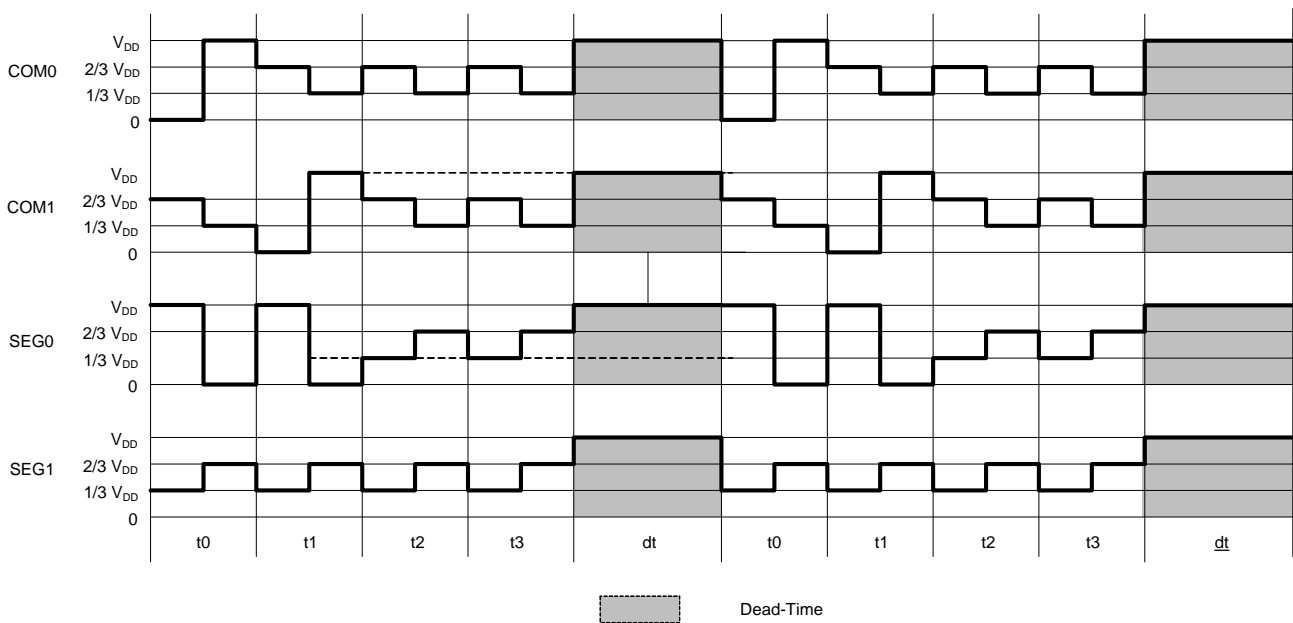 V_DD
COM0
2/3 V_DD
1/3 V_DD
0
V_DD
COM1
2/3 V_DD
1/3 V_DD
0
V_DD
SEG0
2/3 V_DD
1/3 V_DD
0
V_DD
SEG1
2/3 V_DD
1/3 V_DD
0
t0 t1 t2 t3 dt t0 t1 t2 t3 dt
Dead-Time